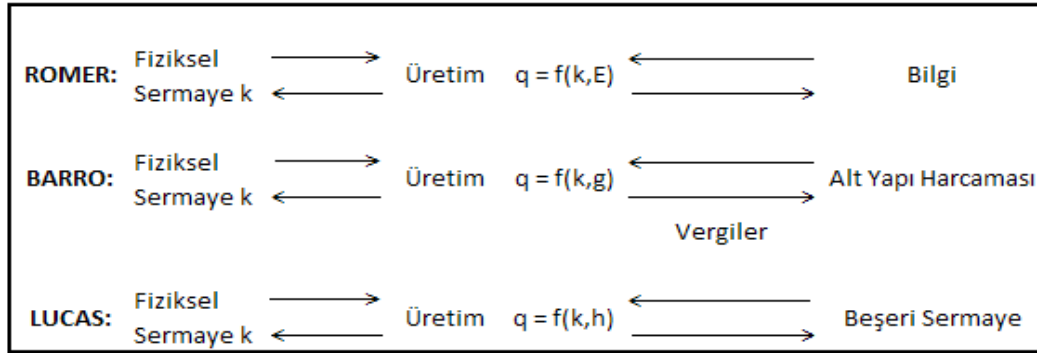 Fiziksel
ROMER: Üretim q = f(k,E) Bilgi
Sermaye k
Fiziksel
BARRO: Üretim q = f(k,g) Alt Yapı Harcaması
Sermaye k
Vergiler
Fiziksel
LUCAS: Üretim q = f(k,h) Beşeri Sermaye
Sermaye k